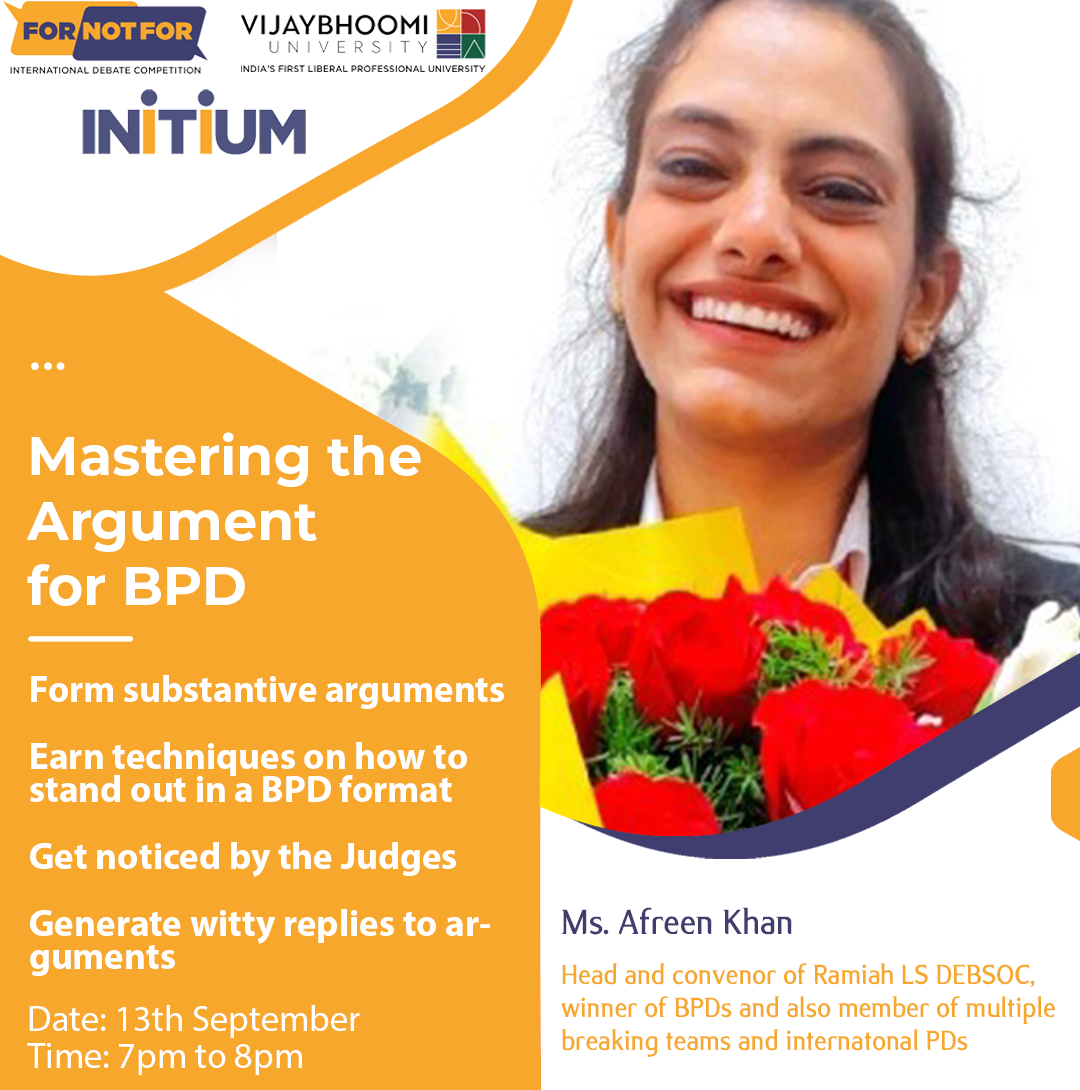 FOR NOT FOR
INTERNATIONAL DEBATE COMPETITION
VIJAYBHOOMI
UNIVERSITY
INDIA'S FIRST LIBERAL PROFESSIONAL UNIVERSITY
INiTiUM
...
Mastering the
Argument
for BPD
Form substantive arguments
Earn techniques on how to
stand out in a BPD format
Get noticed by the Judges
Generate witty replies to ar-
guments
Date: 13th September
Time: 7pm to 8pm
Ms. Afreen Khan
Head and convenor of Ramiah LS DEBSOC,
winner of BPDs and also member of multiple
breaking teams and internatonal PDs